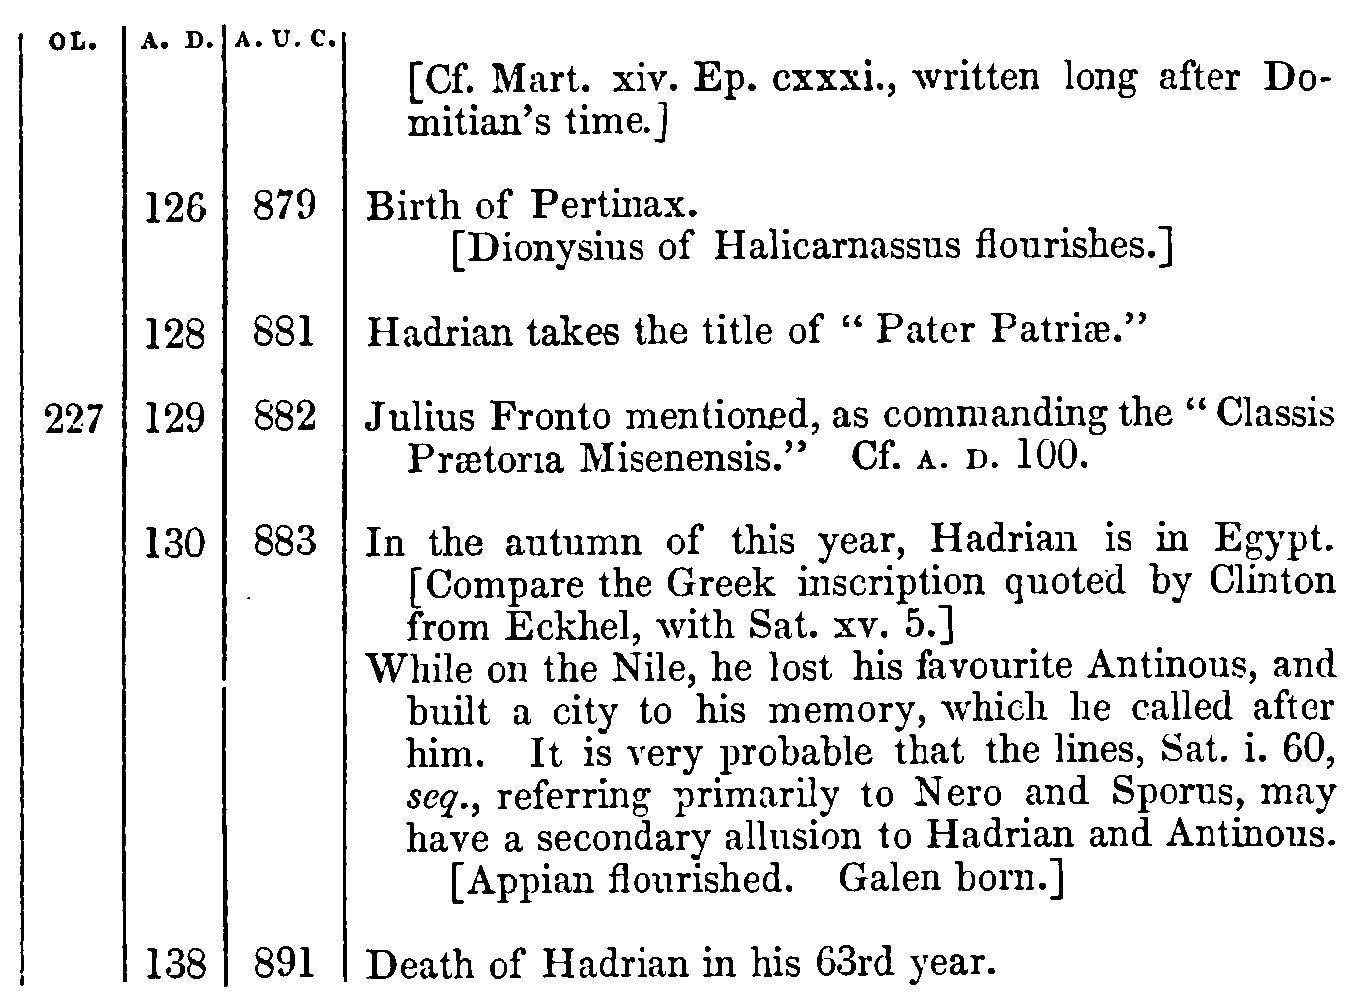 OL. A. D. A. U. C.
[Cf. Mart. xiv. Ep. cxxxi., written long after Do-
mitian's time.]
126 879 Birth of Pertinax.
[Dionysius of Halicarnassus flourishes.]
128 881 Hadrian takes the title of “ Pater Patriæ.”
227 129 882 Julius Fronto mentioned, as commanding the “ Classis
Prætoria Misenensis.” Cf. A. D. 100.
130 883 In the autumn of this year, Hadrian is in Egypt.
[Compare the Greek inscription quoted by Clinton
from Eckhel, with Sat. xv. 5.]
While on the Nile, he lost his favourite Antinous, and
built a city to his memory, which he called after
him. It is very probable that the lines, Sat. i. 60,
seq., referring primarily to Nero and Sporus, may
have a secondary allusion to Hadrian and Antinous.
[Appian flourished. Galen born.]
138 891 Death of Hadrian in his 63rd year.